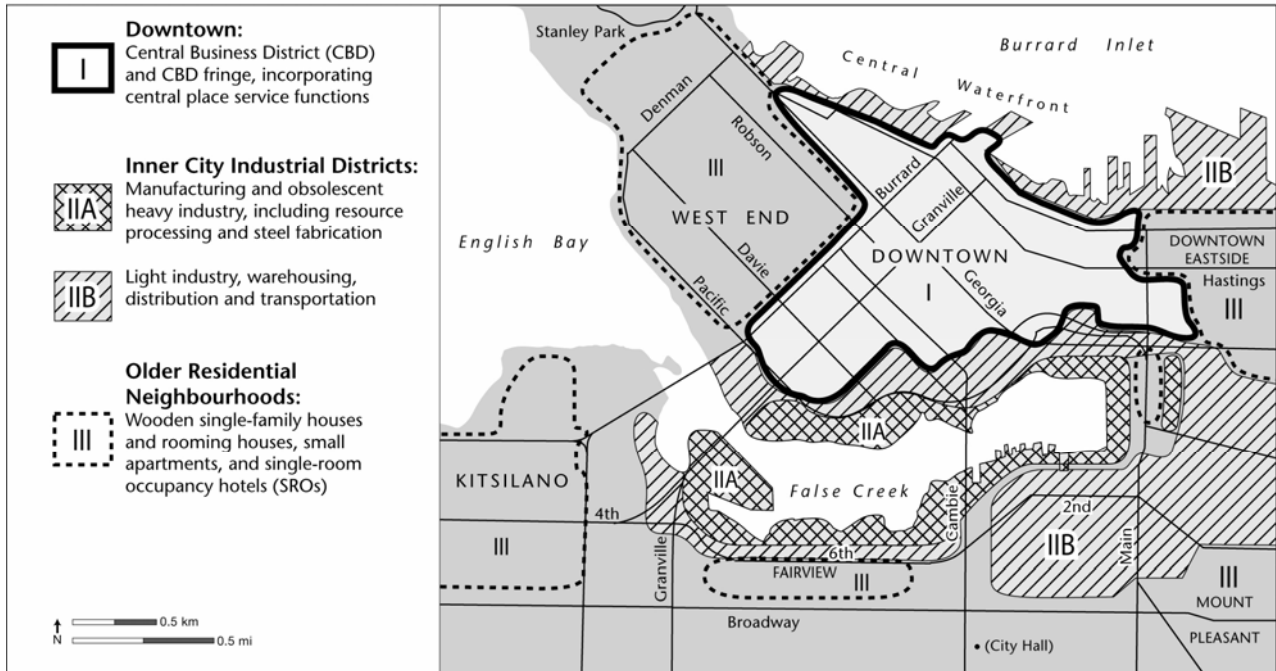 Downtown:
I
Central Business District (CBD)
and CBD fringe, incorporating
central place service functions
Inner City Industrial Districts:
IIA
Manufacturing and obsolescent
heavy industry, including resource
processing and steel fabrication
IIB
Light industry, warehousing,
distribution and transportation
Older Residential
Neighbourhoods:
III
Wooden single-family houses
and rooming houses, small
apartments, and single-room
occupancy hotels (SROs)
N
0.5 km
0.5 mi
Stanley Park
Burrard Inlet
Central Waterfront
Denman
Robson
III
WEST END
Burrard
Granville
IIB
English Bay
Davie
Pacific
DOWNTOWN
I
Georgia
DOWNTOWN
EASTSIDE
Hastings
III
IIA
KITSILANO
IIA
False Creek
Cambie
2nd
4th
III
Granville
6th
IIB
Main
FAIRVIEW III
III
MOUNT
PLEASANT
Broadway
(City Hall)